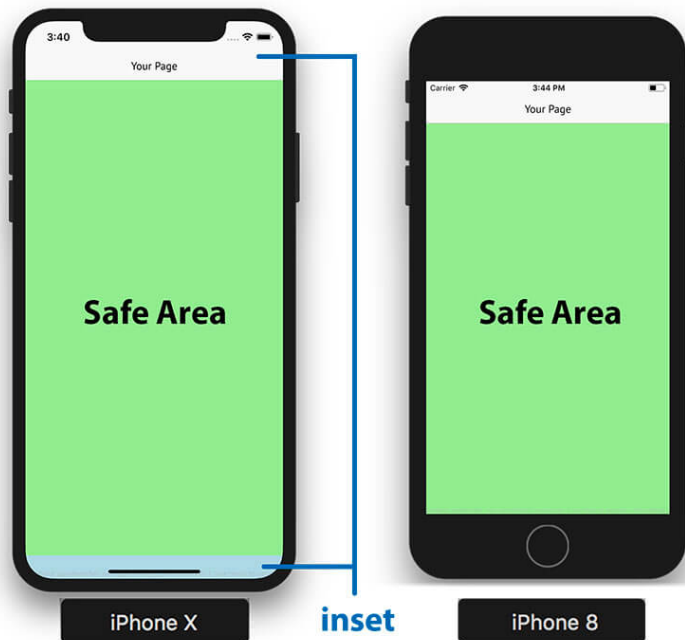 3:40
Your Page
Safe Area
iPhone X
inset
Carrier
3:44 PM
Your Page
Safe Area
iPhone 8